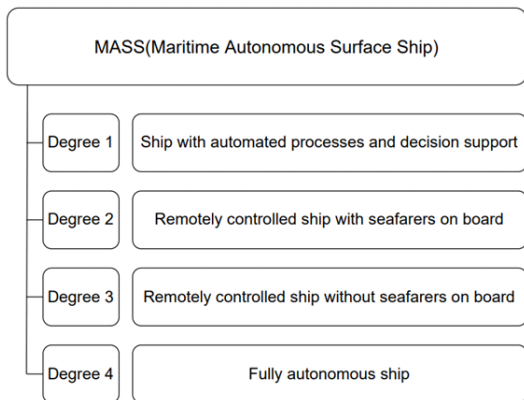 MASS(Maritime Autonomous Surface Ship)
Degree 1
Ship with automated processes and decision support
Degree 2
Remotely controlled ship with seafarers on board
Degree 3
Remotely controlled ship without seafarers on board
Degree 4
Fully autonomous ship